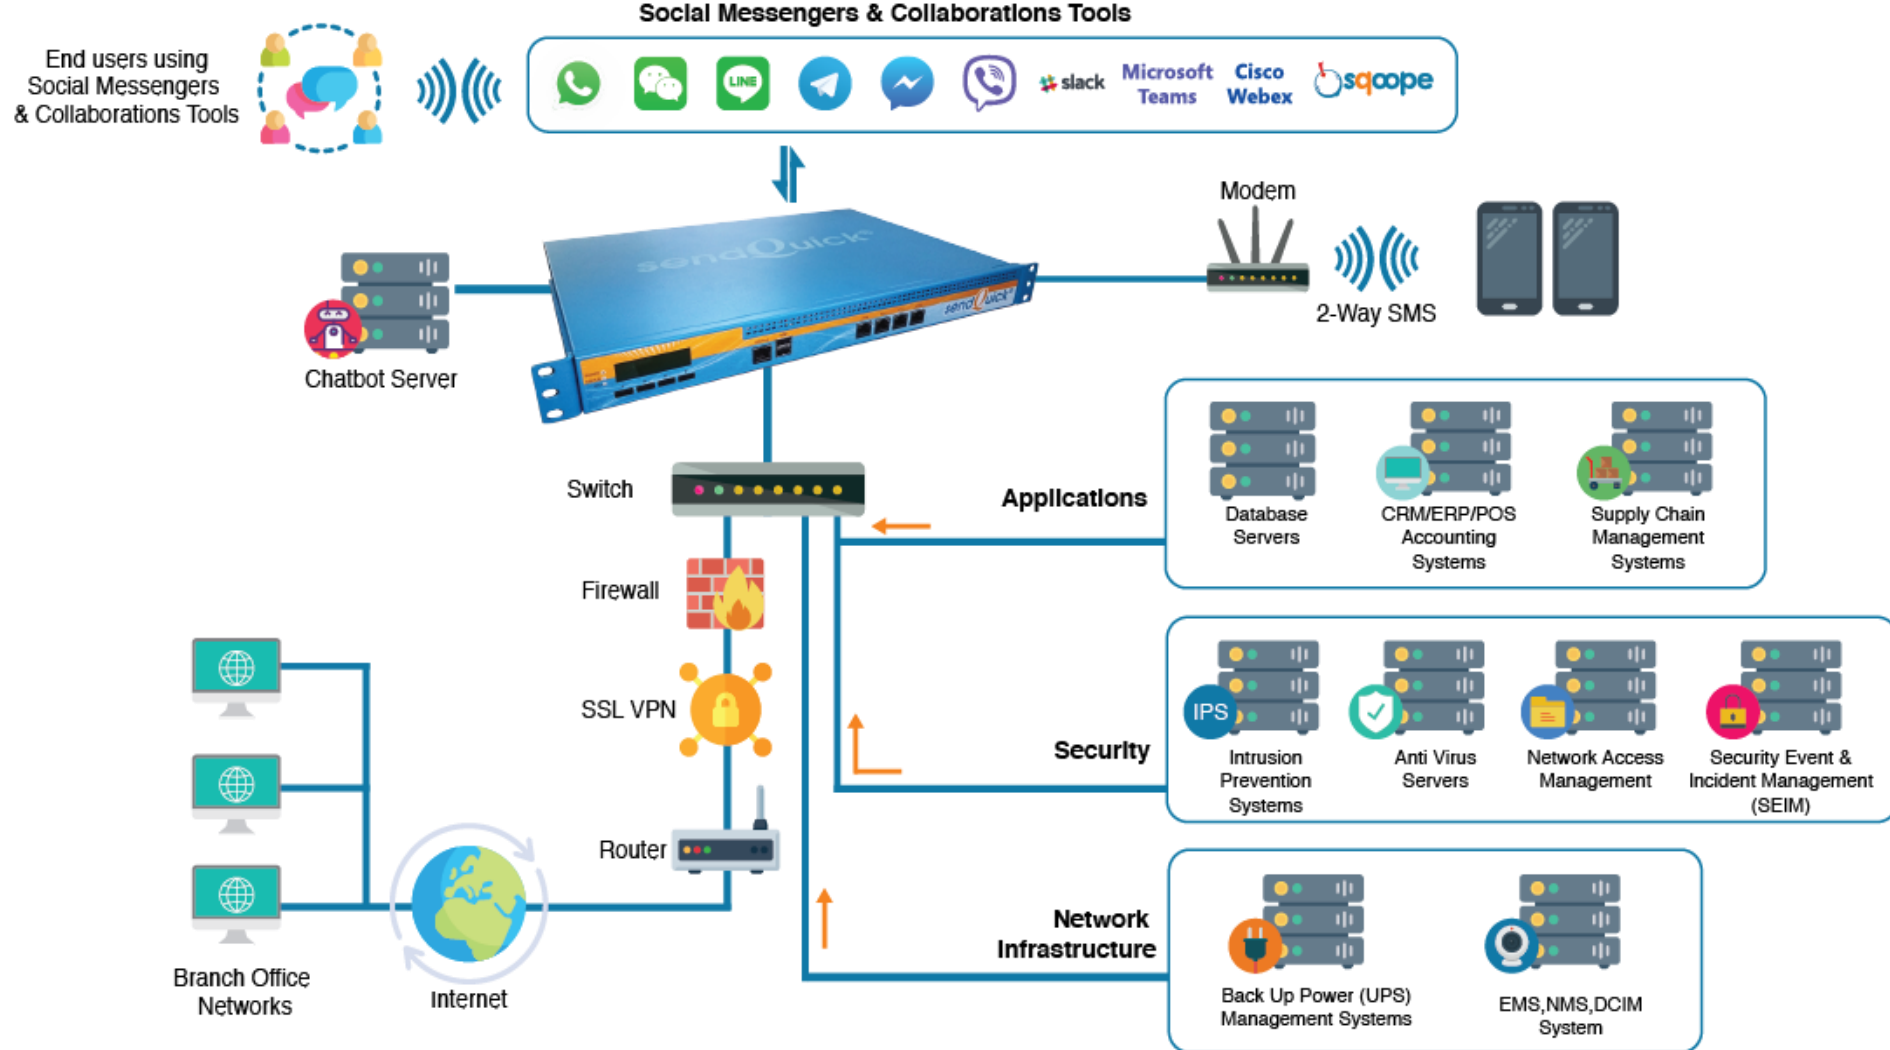 Social Messengers & Collaborations Tools
End users using
Social Messengers
& Collaborations Tools
LINE
slack
Microsoft
Teams
Cisco
Webex
sqoope
Modem
2-Way SMS
sendQuick
sendQuick
Chatbot Server
Switch
Firewall
SSL VPN
Router
Branch Office
Networks
Internet
Applications
Database
Servers
CRM/ERP/POS
Accounting
Systems
Supply Chain
Management
Systems
Security
IPS
Intrusion
Prevention
Systems
Anti Virus
Servers
Network Access
Management
Security Event &
Incident Management
(SEIM)
Network
Infrastructure
Back Up Power (UPS)
Management Systems
EMS,NMS,DCIM
System